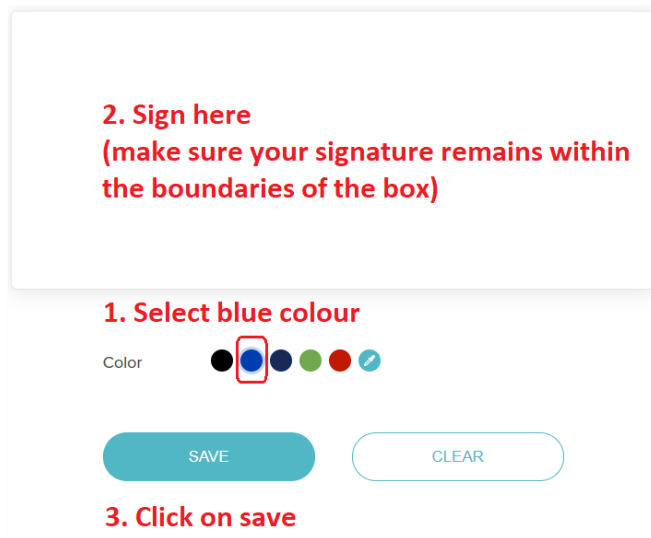 2. Sign here
(make sure your signature remains within
the boundaries of the box)
1. Select blue colour
Color
SAVE
CLEAR
3. Click on save